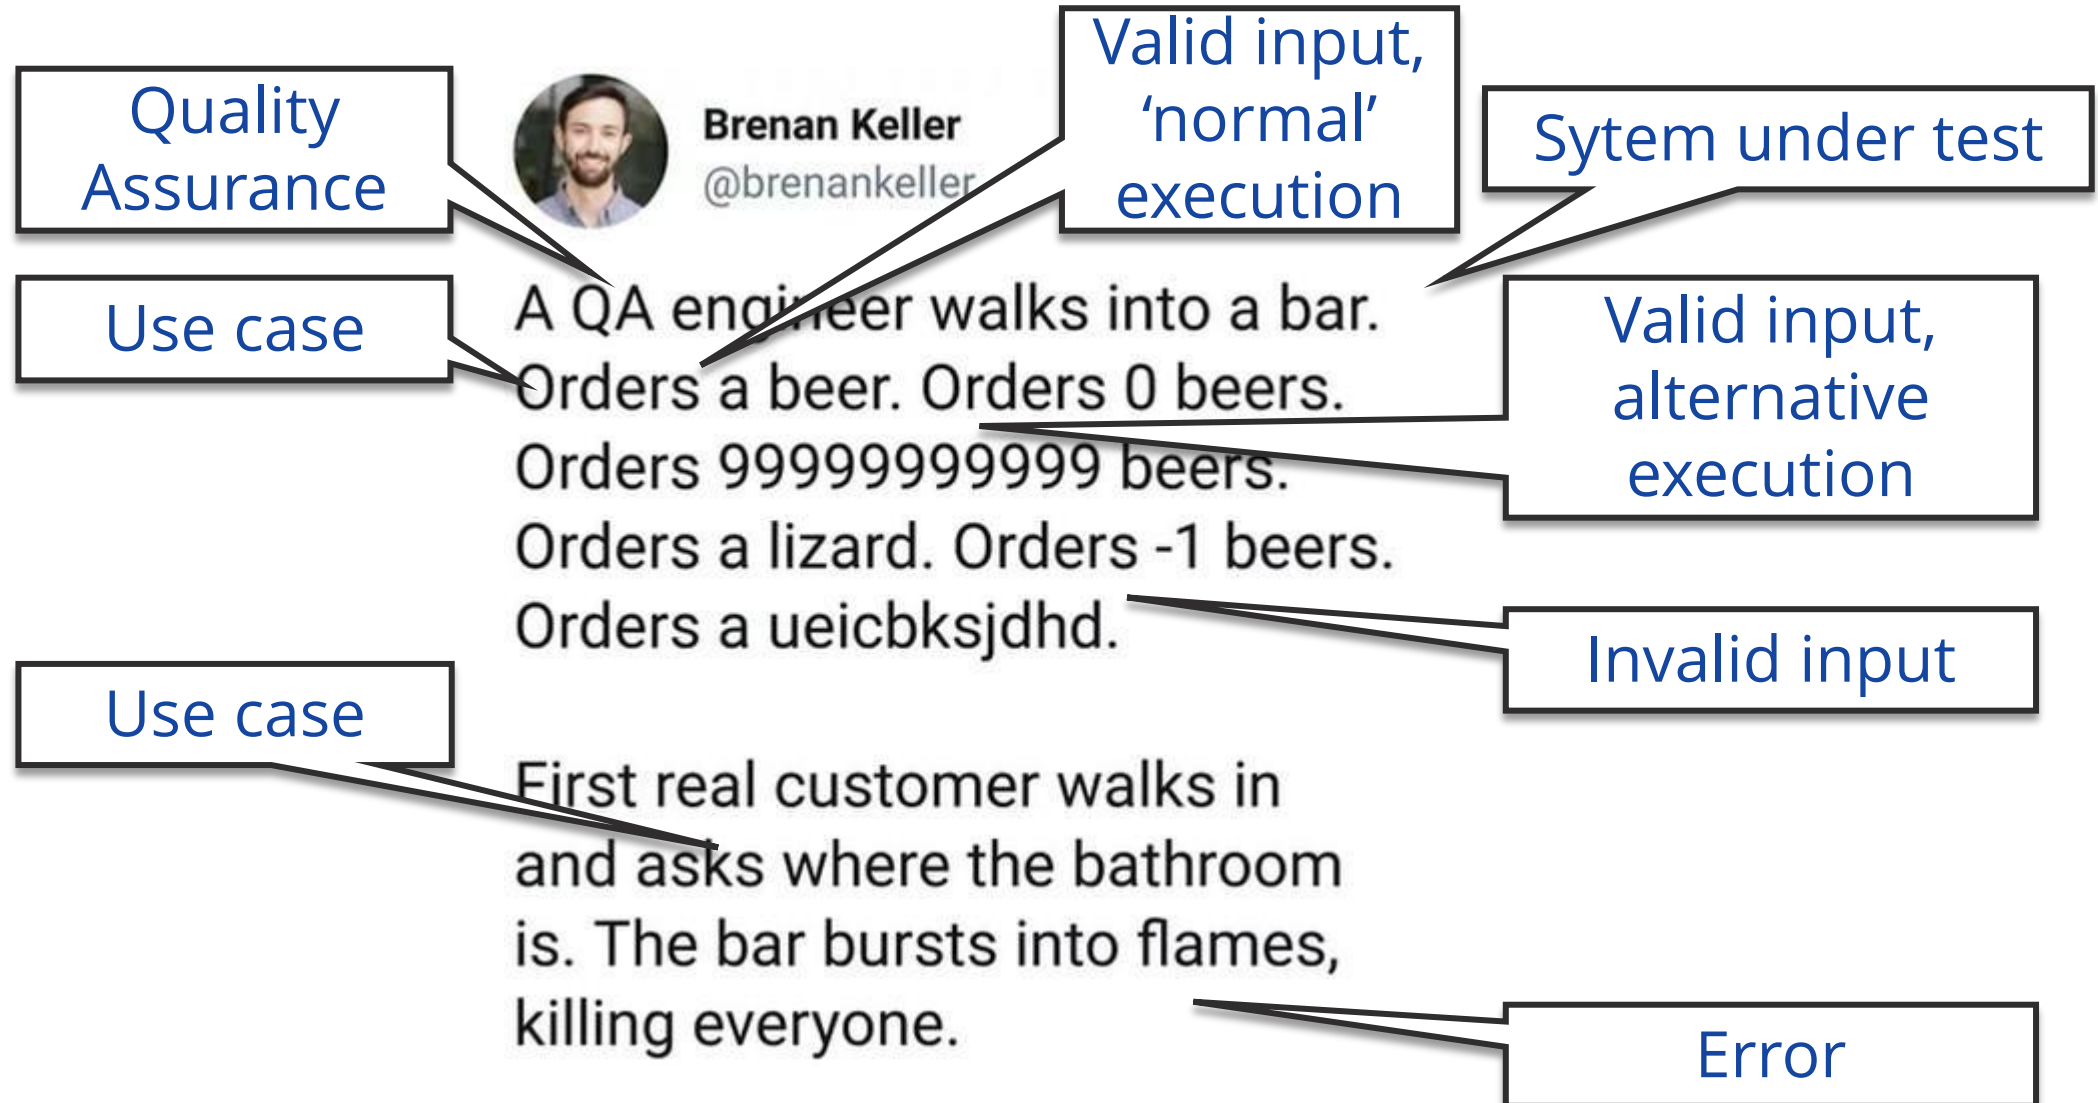 Quality
Assurance
Brenan Keller
@brenankeller
Valid input,
‘normal’
execution
Sytem under test
Use case
A QA engineer walks into a bar.
Orders a beer. Orders 0 beers.
Orders 99999999999 beers.
Orders a lizard. Orders -1 beers.
Orders a ueicbksjdhd.
Valid input,
alternative
execution
Invalid input
Use case
First real customer walks in
and asks where the bathroom
is. The bar bursts into flames,
killing everyone.
Error